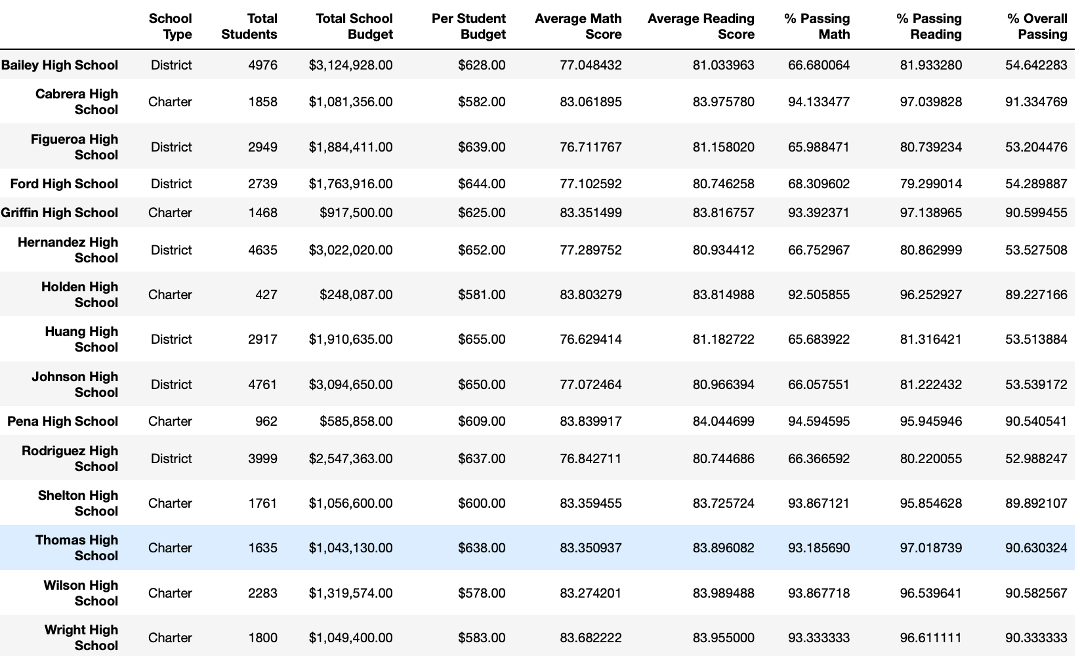 School Type Total Students Total School Budget Per Student Budget Average Math Score Average Reading Score % Passing Math % Passing Reading % Overall Passing
Bailey High School District 4976 $3,124,928.00 $628.00 77.048432 81.033963 66.680064 81.933280 54.642283
Cabrera High School Charter 1858 $1,081,356.00 $582.00 83.061895 83.975780 94.133477 97.039828 91.334769
Figueroa High School District 2949 $1,884,411.00 $639.00 76.711767 81.158020 65.988471 80.739234 53.204476
Ford High School District 2739 $1,763,916.00 $644.00 77.102592 80.746258 68.309602 79.299014 54.289887
Griffin High School Charter 1468 $917,500.00 $625.00 83.351499 83.816757 93.392371 97.138965 90.599455
Hernandez High School District 4635 $3,022,020.00 $652.00 77.289752 80.934412 66.752967 80.862999 53.527508
Holden High School Charter 427 $248,087.00 $581.00 83.803279 83.814988 92.505855 96.252927 89.227166
Huang High School District 2917 $1,910,635.00 $655.00 76.629414 81.182722 65.683922 81.316421 53.513884
Johnson High School District 4761 $3,094,650.00 $650.00 77.072464 80.966394 66.057551 81.222432 53.539172
Pena High School Charter 962 $585,858.00 $609.00 83.839917 84.044699 94.594595 95.945946 90.540541
Rodriguez High School District 3999 $2,547,363.00 $637.00 76.842711 80.744686 66.366592 80.220055 52.988247
Shelton High School Charter 1761 $1,056,600.00 $600.00 83.359455 83.725724 93.867121 95.854628 89.892107
Thomas High School Charter 1635 $1,043,130.00 $638.00 83.350937 83.896082 93.185690 97.018739 90.630324
Wilson High School Charter 2283 $1,319,574.00 $578.00 83.274201 83.989488 93.867718 96.539641 90.582567
Wright High School Charter 1800 $1,049,400.00 $583.00 83.682222 83.955000 93.333333 96.611111 90.333333